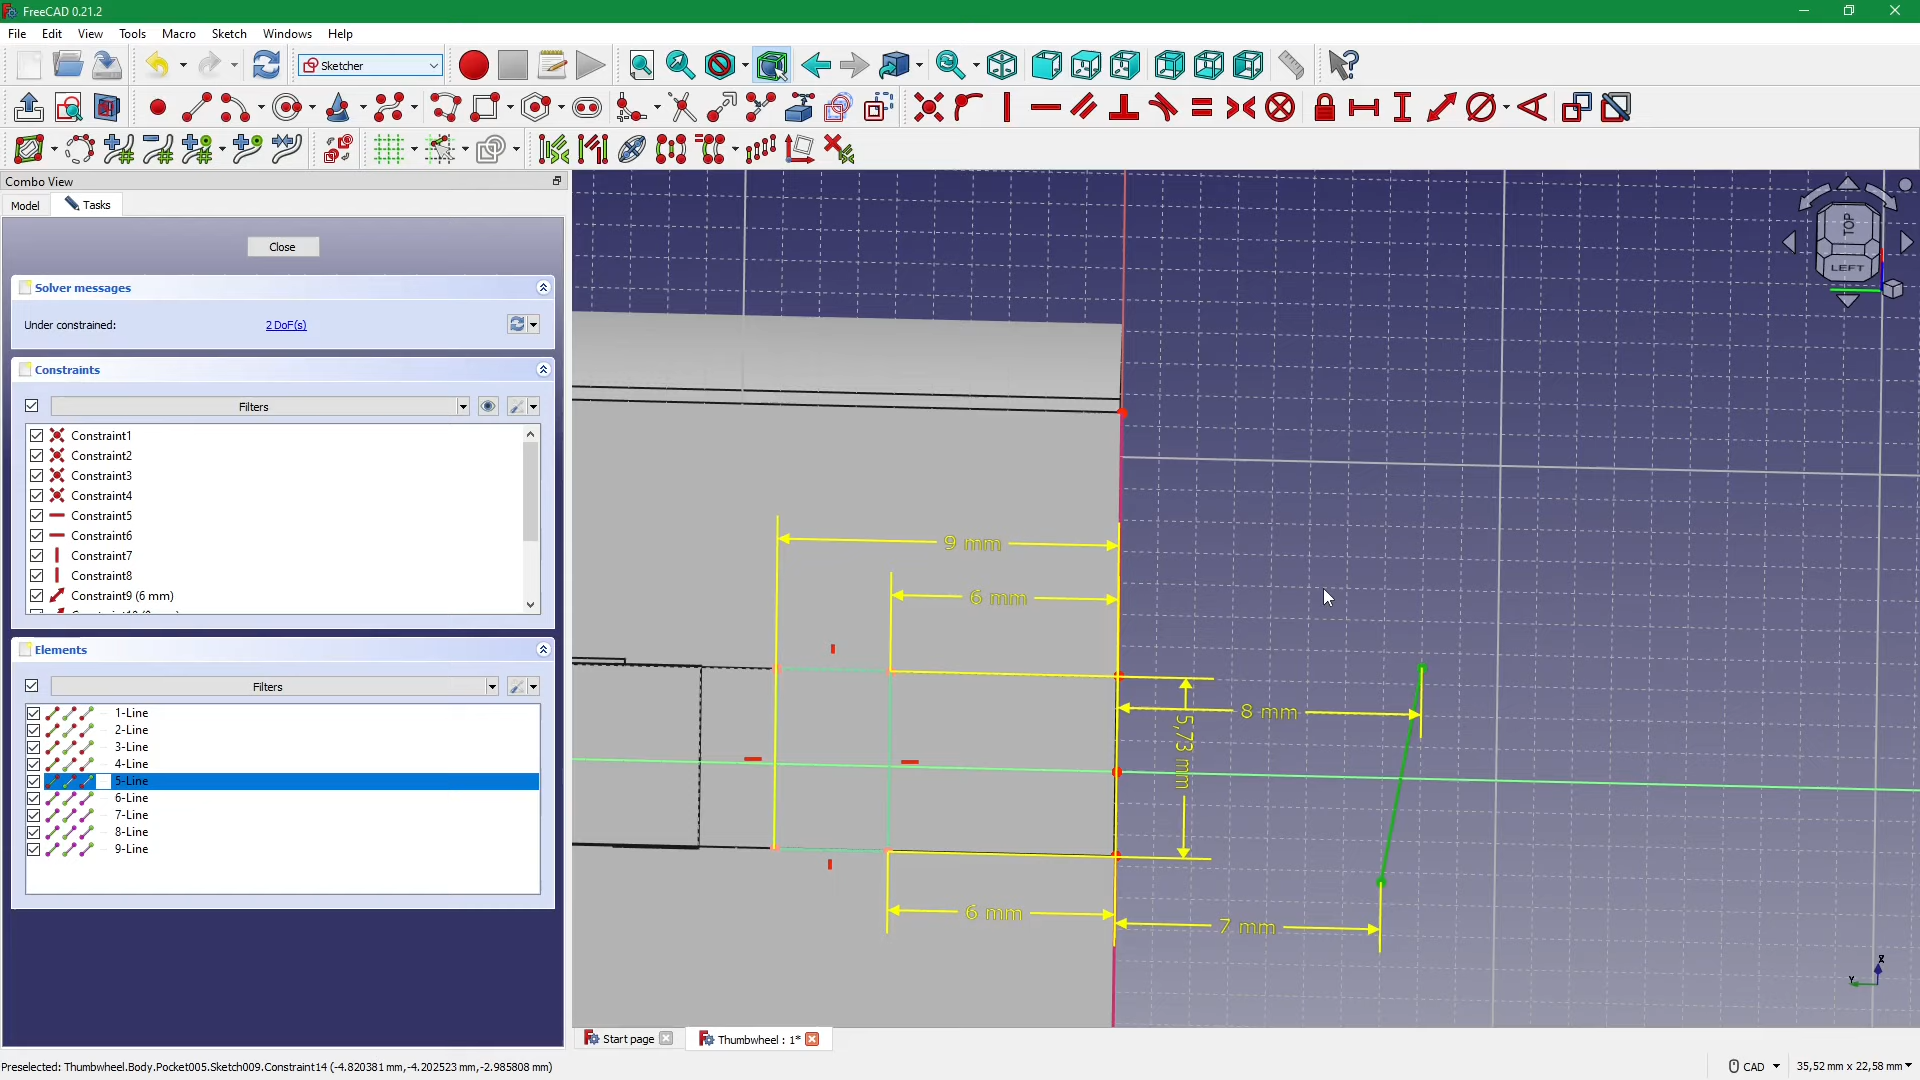 FreeCAD 0.21.2
File Edit View Tools Macro Sketch Windows Help
Sketcher
Combo View
Model Tasks
Close
Solver messages
Under constrained: 2 DoF(s)
Constraints
Filters
Constraint1
Constraint2
Constraint3
Constraint4
Constraint5
Constraint6
Constraint7
Constraint8
Constraint9 (6 mm)
Elements
Filters
1-Line
2-Line
3-Line
4-Line
5-Line
6-Line
7-Line
8-Line
9-Line
TOP
LEFT
9 mm
6 mm
8 mm
5,73 mm
6 mm
7 mm
X
Y
Start page
Thumbwheel : 1*
Preselected: Thumbwheel.Body.Pocket005.Sketch009.Constraint14 (-4.820381 mm,-4.202523 mm,-2.985808 mm)
CAD
35,52 mm x 22,58 mm